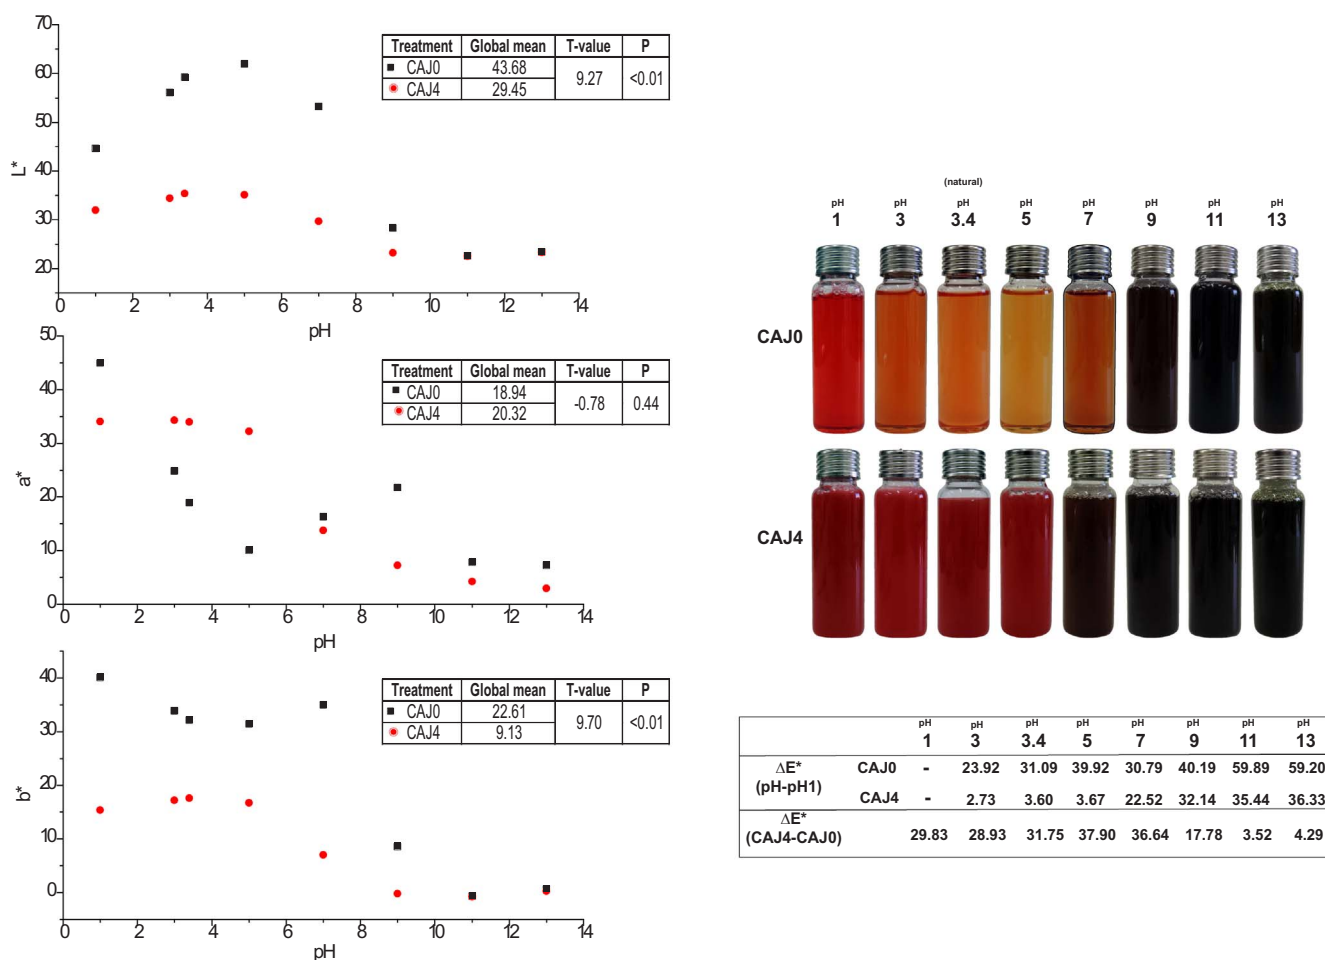 70
60
50
40
30
20
L*
0 2 4 6 8 10 12 14
pH
Treatment Global mean T-value P
CAJ0 43.68 9.27 <0.01
CAJ4 29.45
50
40
30
20
10
0
a*
0 2 4 6 8 10 12 14
pH
Treatment Global mean T-value P
CAJ0 18.94 -0.78 0.44
CAJ4 20.32
40
30
20
10
0
b*
0 2 4 6 8 10 12 14
pH
Treatment Global mean T-value P
CAJ0 22.61 9.70 <0.01
CAJ4 9.13
(natural)
pH pH pH pH pH pH pH pH
1 3 3.4 5 7 9 11 13
CAJ0
CAJ4
pH pH pH pH pH pH pH pH
1 3 3.4 5 7 9 11 13
ΔE* (pH-pH1) CAJ0 - 23.92 31.09 39.92 30.79 40.19 59.89 59.20
CAJ4 - 2.73 3.60 3.67 22.52 32.14 35.44 36.33
ΔE* (CAJ4-CAJ0) 29.83 28.93 31.75 37.90 36.64 17.78 3.52 4.29